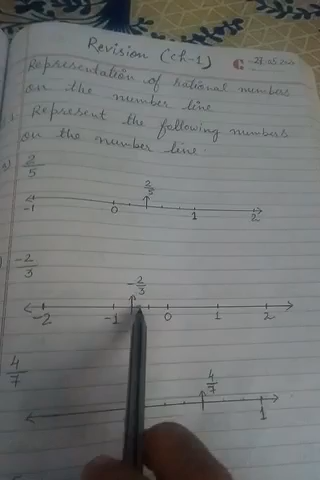 Revision (Ch-1)
Representation of rational numbers
on the number line
Represent the following numbers
on the number line.
2/5
2/5
-1 0 1 2
-2/3
-2/3
-2 -1 0 1 2
4/7
4/7
1